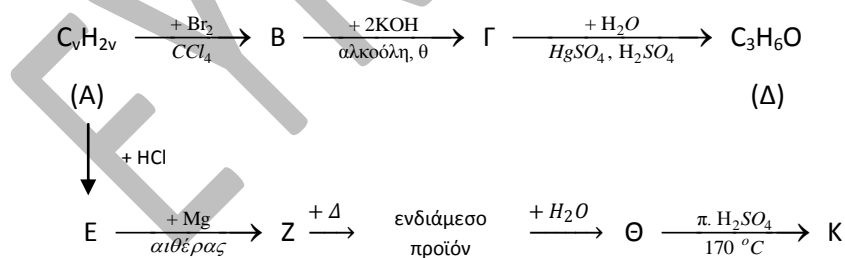 + Br₂ + 2KOH + H₂O
CᵥH₂ᵥ B Γ C₃H₆O
CCl₄ αλκοόλη, θ HgSO₄ , H₂SO₄
(Α) (Δ)
+ HCl
+ Mg + Δ ενδιάμεσο + H₂O π. H₂SO₄
E Z Θ K
αιθέρας προϊόν 170 °C